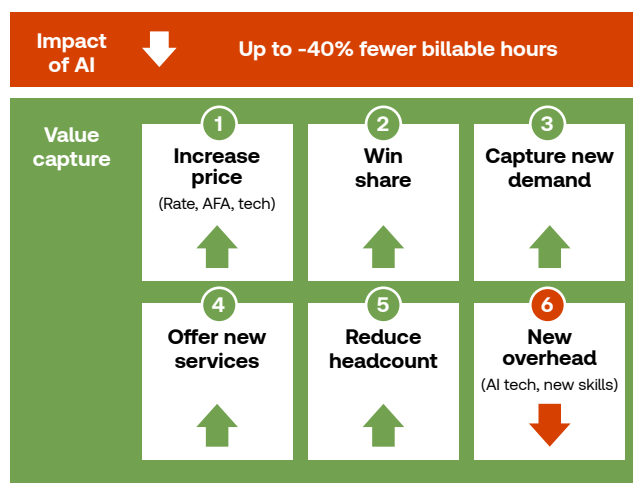 Impact
of AI
Up to -40% fewer billable hours
Value
capture
1
Increase
price
(Rate, AFA, tech)
2
Win
share
3
Capture new
demand
4
Offer new
services
5
Reduce
headcount
6
New
overhead
(AI tech, new skills)